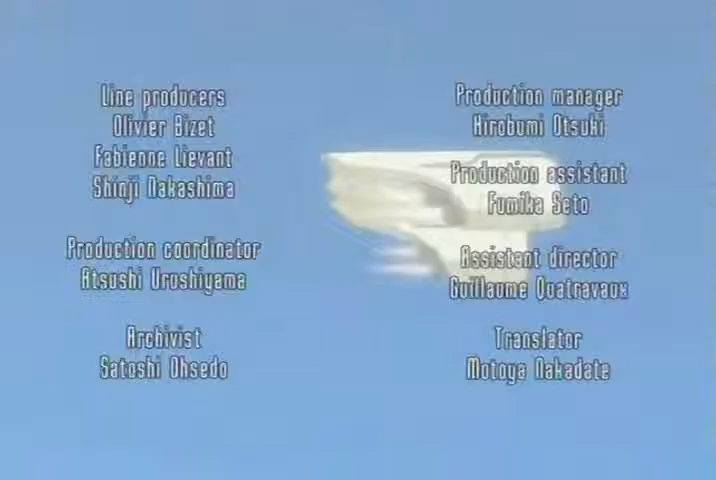 Line producers
Olivier Bizet
Fabienne Lievant
Shinji Nakashima
Production coordinator
Atsushi Urushiyama
Archivist
Satoshi Ohsedo
Production manager
Hirobumi Otsuki
Production assistant
Fumika Seto
Assistant director
Guillaume Quatravaux
Translator
Motoya Nakadate